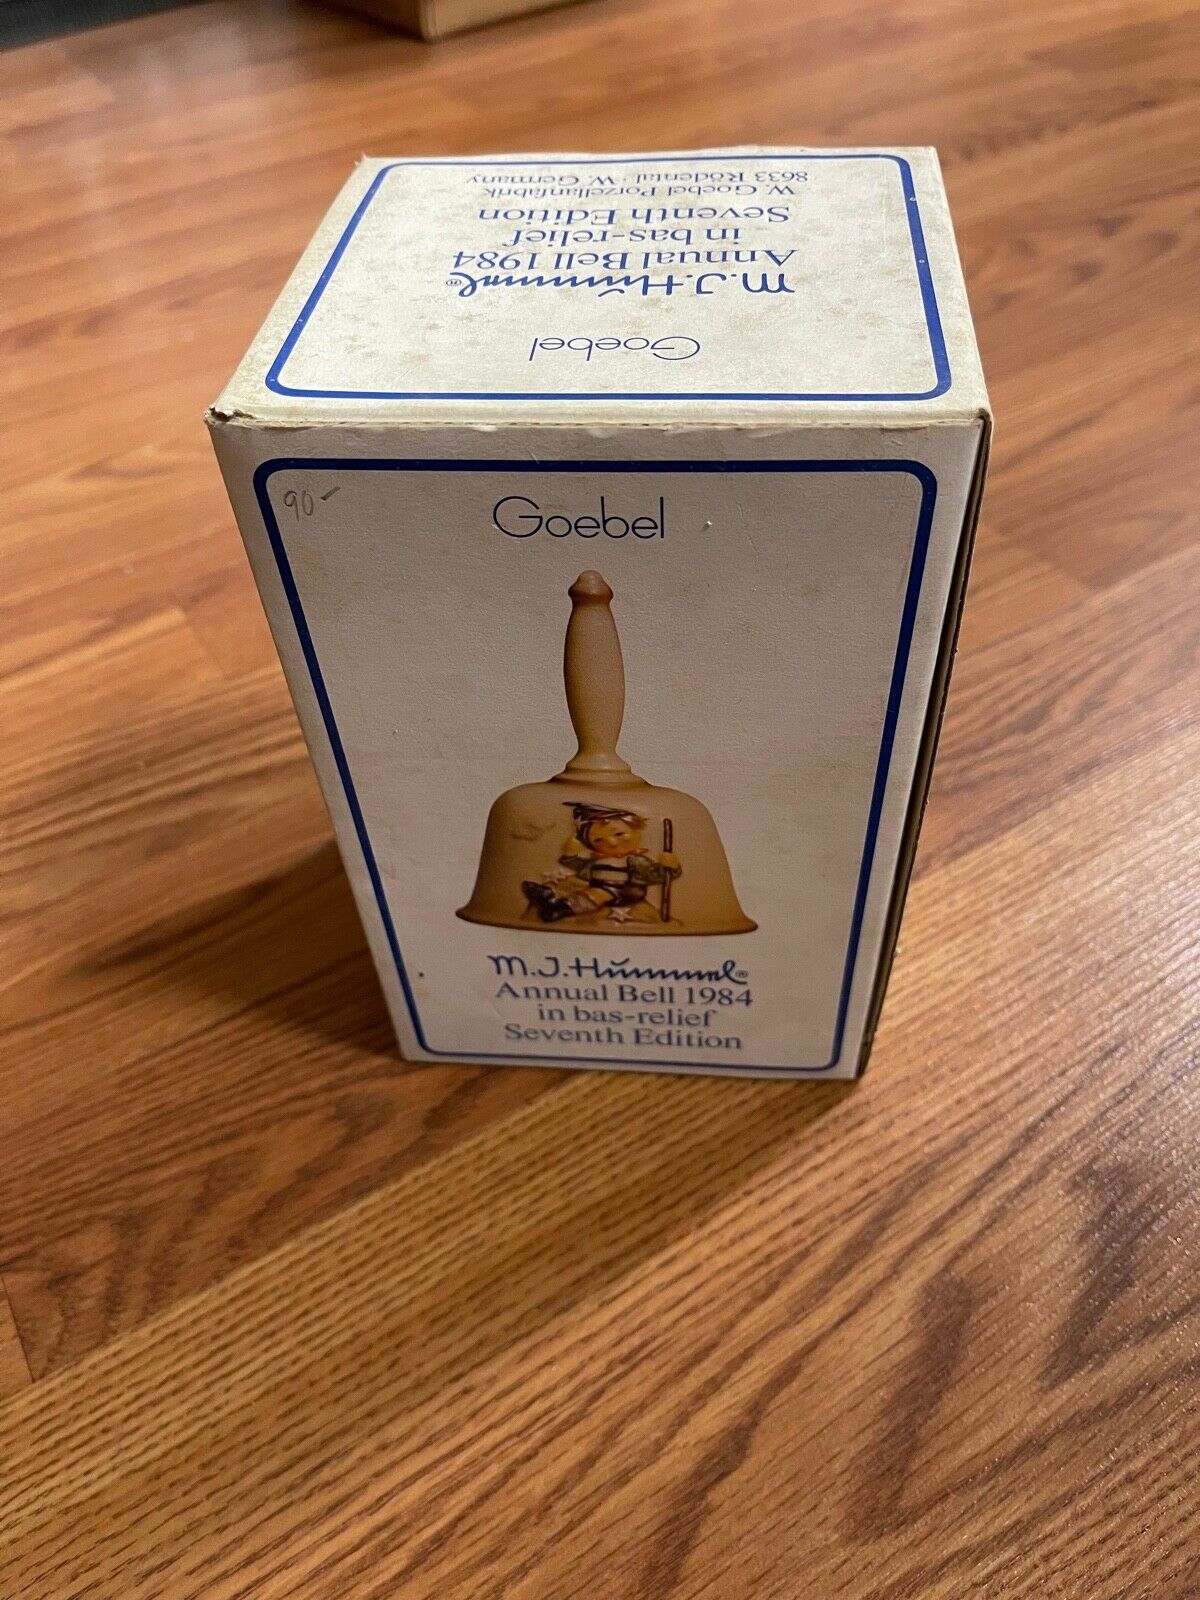 Goebel
M.J.Hummel®
Annual Bell 1984
in bas-relief
Seventh Edition
W. Goebel Porzellanfabrik
8633 Rödental · W. Germany
90-
Goebel
M.J.Hummel®
Annual Bell 1984
in bas-relief
Seventh Edition